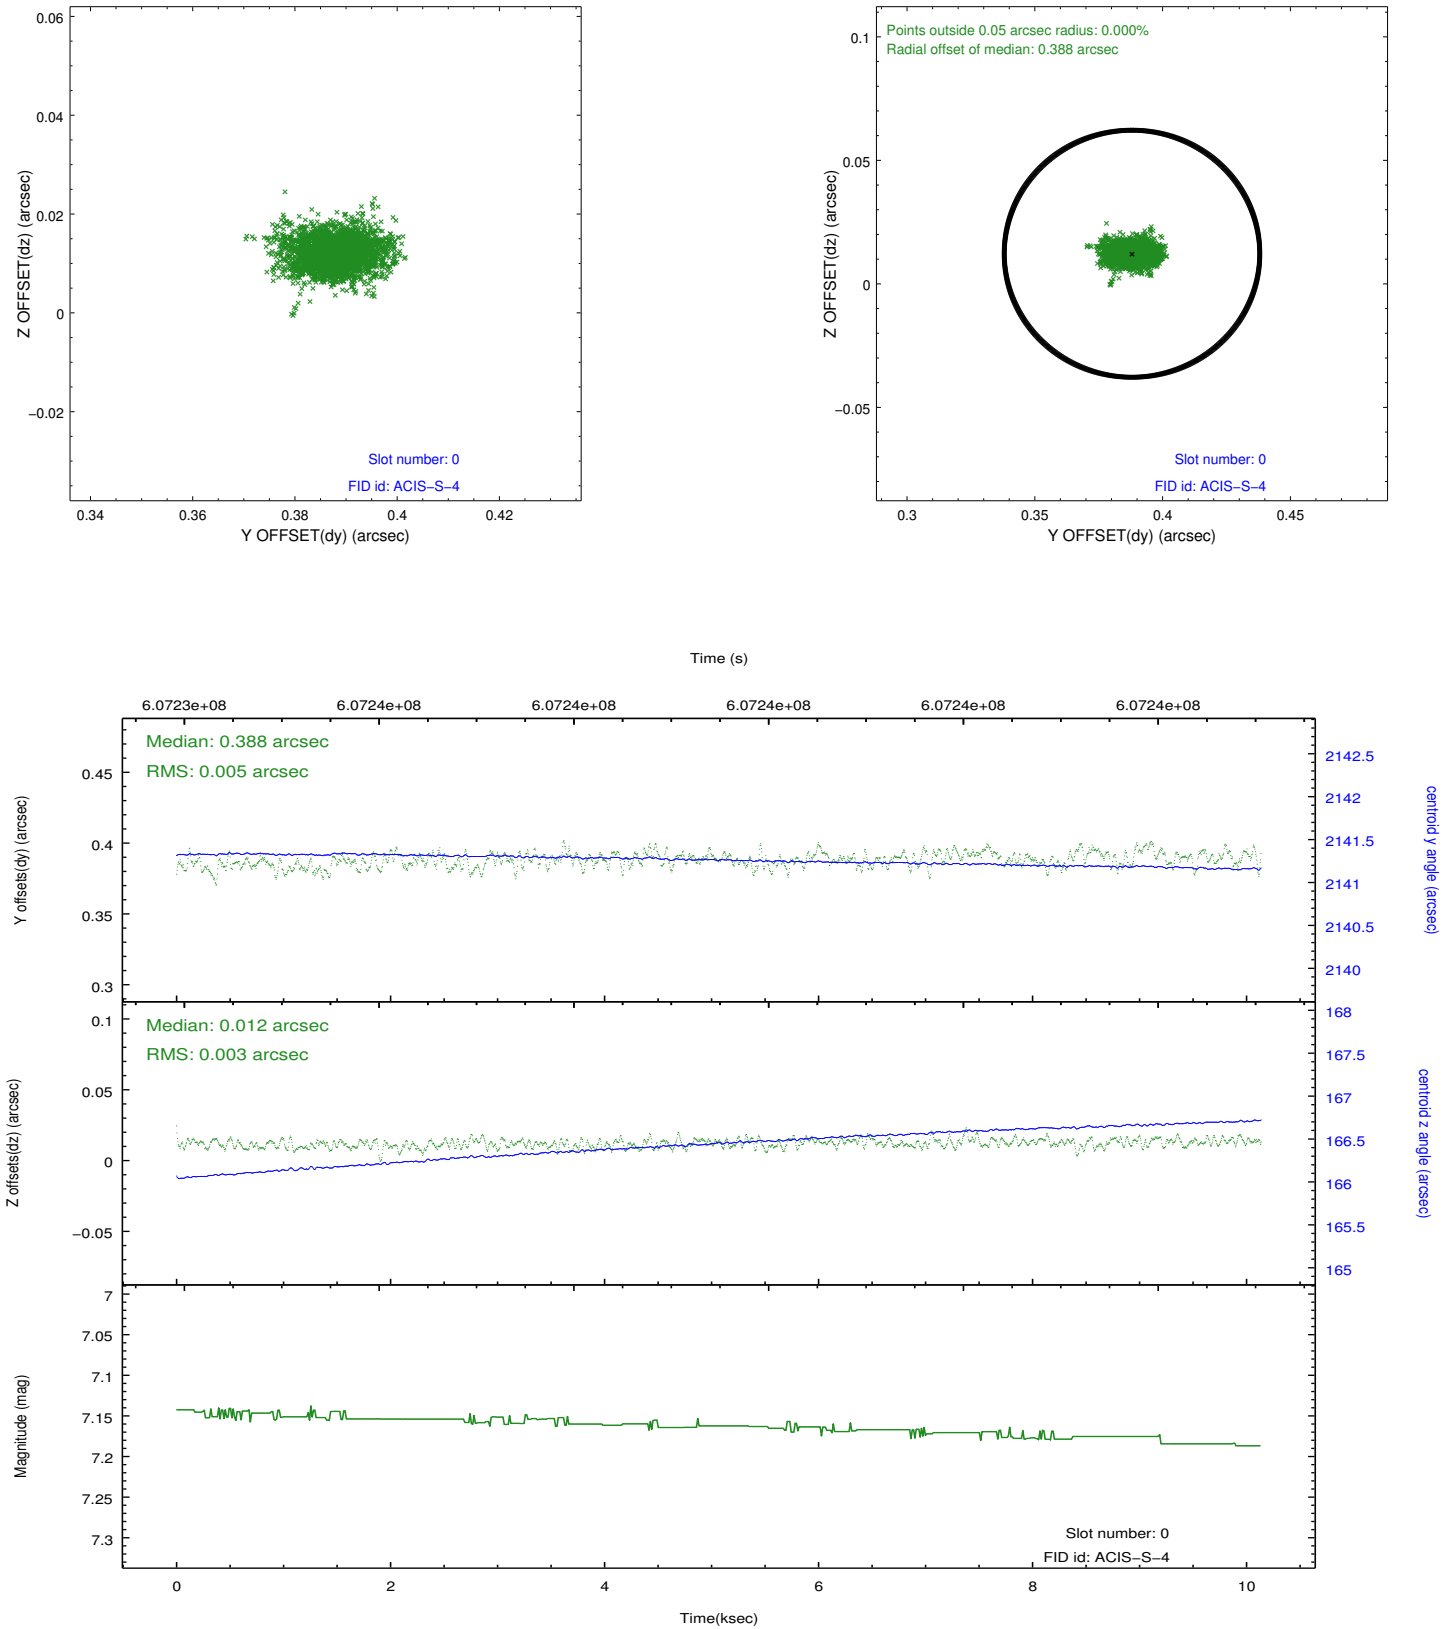 0.06
0.04
0.02
0
−0.02
Z OFFSET(dz) (arcsec)
Slot number: 0
FID id: ACIS−S−4
0.34 0.36 0.38 0.4 0.42
Y OFFSET(dy) (arcsec)
Points outside 0.05 arcsec radius: 0.000%
Radial offset of median: 0.388 arcsec
0.1
0.05
0
−0.05
Z OFFSET(dz) (arcsec)
Slot number: 0
FID id: ACIS−S−4
0.3 0.35 0.4 0.45
Y OFFSET(dy) (arcsec)
Time (s)
6.0723e+08 6.0724e+08 6.0724e+08 6.0724e+08 6.0724e+08 6.0724e+08
Median: 0.388 arcsec
RMS: 0.005 arcsec
0.45
0.4
0.35
0.3
Y offsets(dy) (arcsec)
2142.5
2142
2141.5
2141
2140.5
2140
centroid y angle (arcsec)
Median: 0.012 arcsec
RMS: 0.003 arcsec
0.1
0.05
0
−0.05
Z offsets(dz) (arcsec)
168
167.5
167
166.5
166
165.5
165
centroid z angle (arcsec)
7
7.05
7.1
7.15
7.2
7.25
7.3
Magnitude (mag)
Slot number: 0
FID id: ACIS−S−4
0 2 4 6 8 10
Time(ksec)